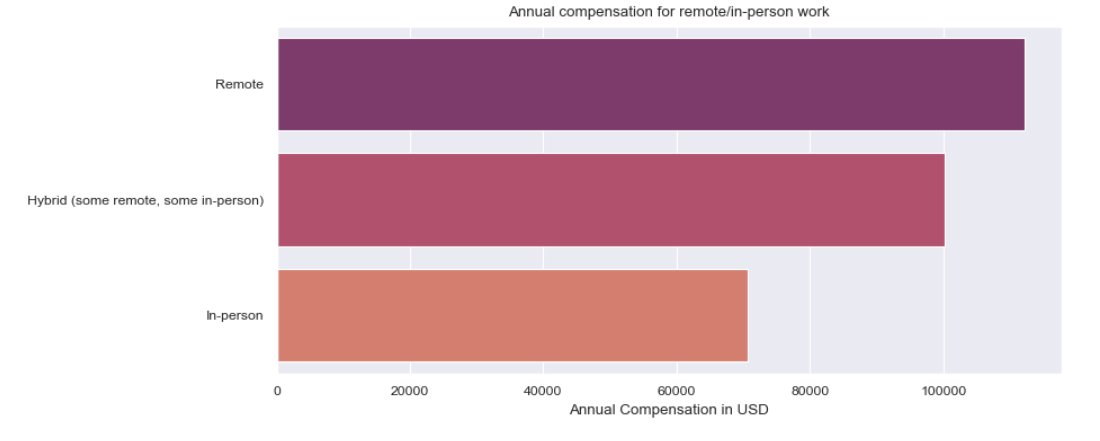 Annual compensation for remote/in-person work
Remote
Hybrid (some remote, some in-person)
In-person
0 20000 40000 60000 80000 100000
Annual Compensation in USD